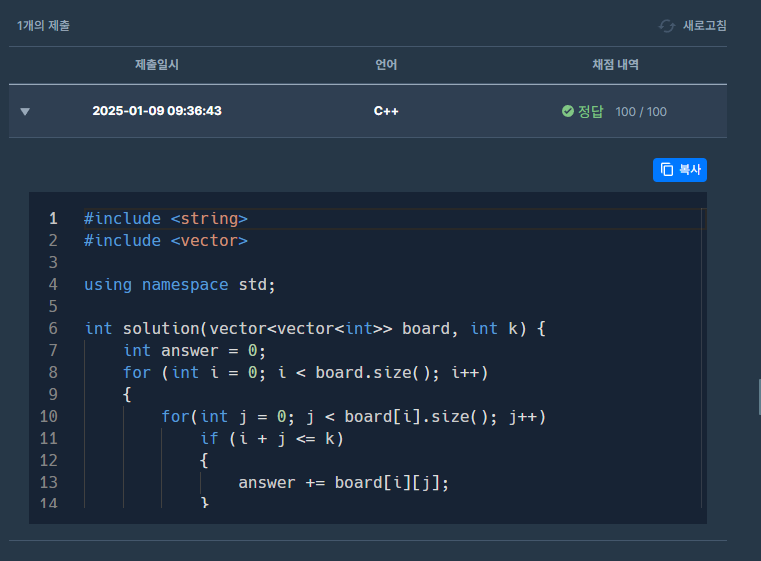 1개의 제출 새로고침
제출일시 언어 채점 내역
▼ 2025-01-09 09:36:43 C++ 정답 100 / 100
복사
1 #include <string>
2 #include <vector>
3
4 using namespace std;
5
6 int solution(vector<vector<int>> board, int k) {
7     int answer = 0;
8     for (int i = 0; i < board.size(); i++)
9     {
10         for(int j = 0; j < board[i].size(); j++)
11             if (i + j <= k)
12             {
13                 answer += board[i][j];
14             }